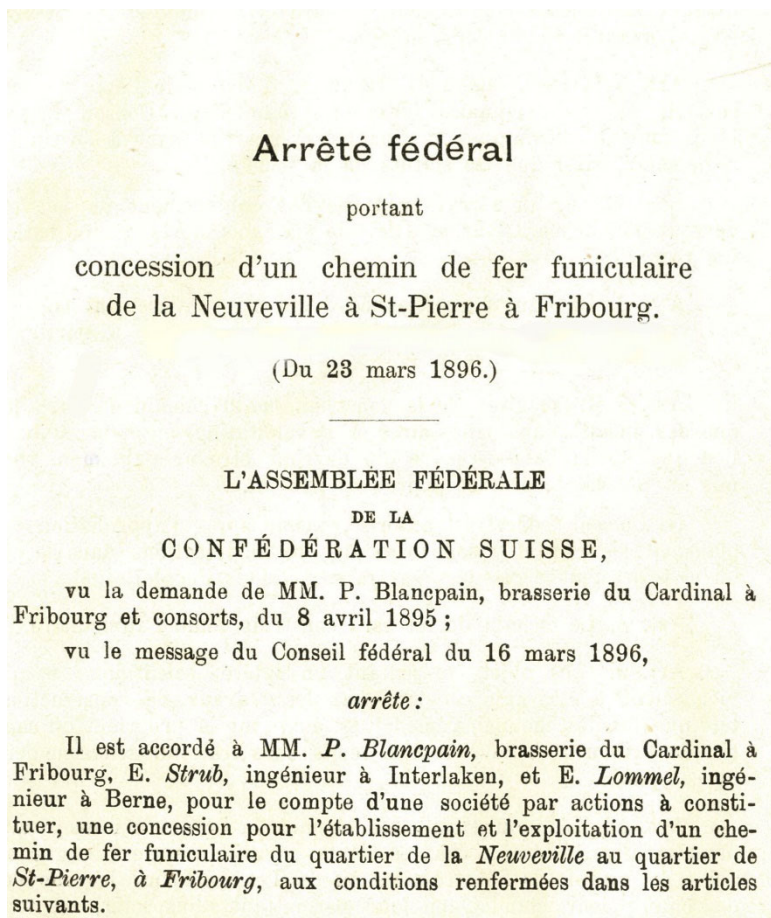 Arrêté fédéral
portant
concession d'un chemin de fer funiculaire
de la Neuveville à St-Pierre à Fribourg.
(Du 23 mars 1896.)
L'ASSEMBLÉE FÉDÉRALE
DE LA
CONFÉDÉRATION SUISSE,
vu la demande de MM. P. Blancpain, brasserie du Cardinal à
Fribourg et consorts, du 8 avril 1895 ;
vu le message du Conseil fédéral du 16 mars 1896,
arrête :
Il est accordé à MM. P. Blancpain, brasserie du Cardinal à
Fribourg, E. Strub, ingénieur à Interlaken, et E. Lommel, ingé-
nieur à Berne, pour le compte d'une société par actions à consti-
tuer, une concession pour l'établissement et l'exploitation d'un che-
min de fer funiculaire du quartier de la Neuveville au quartier de
St-Pierre, à Fribourg, aux conditions renfermées dans les articles
suivants.